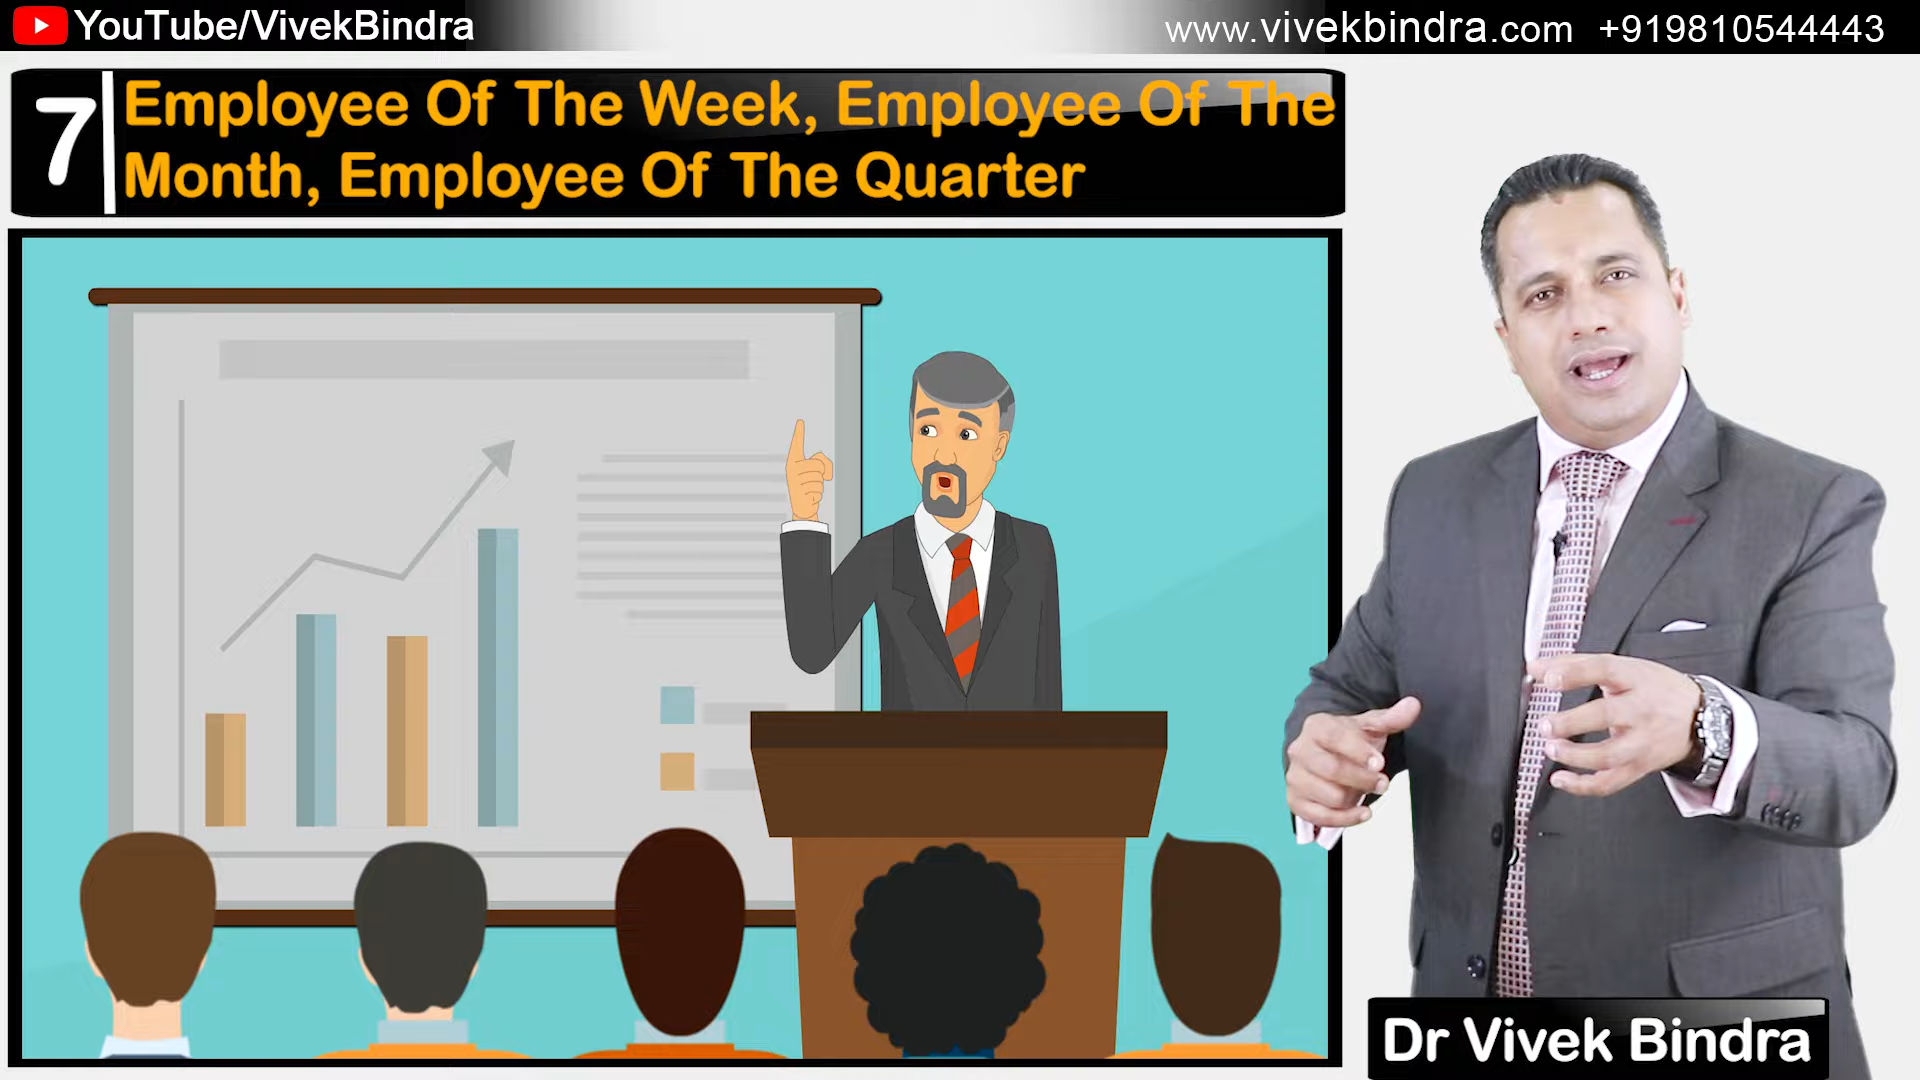 YouTube/VivekBindra
www.vivekbindra.com +919810544443
7
Employee Of The Week, Employee Of The
Month, Employee Of The Quarter
Dr Vivek Bindra